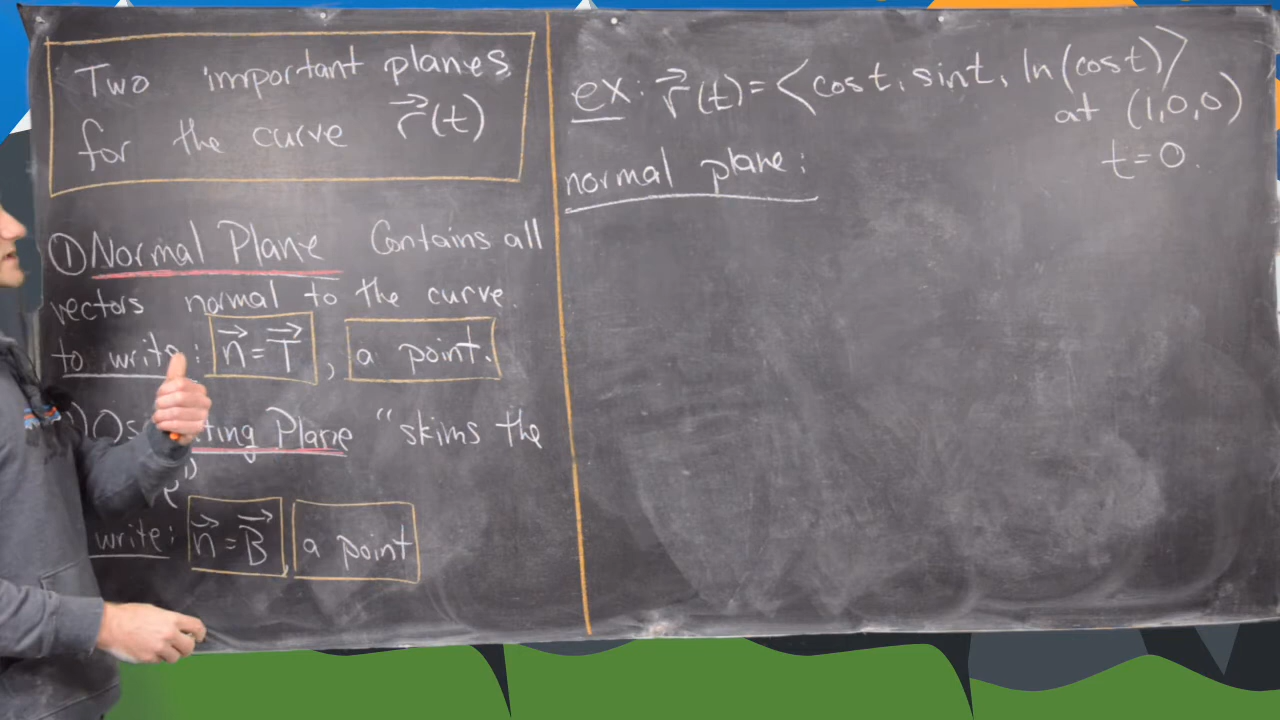 Two important planes
for the curve r⃗(t)
① Normal Plane Contains all
vectors normal to the curve.
to write: n⃗ = T⃗, a point.
Plane "skims the
write: n⃗ = B⃗ a point
ex: r⃗(t) = <cos t, sin t, ln(cos t)>
at (1,0,0)
t=0.
normal plane: